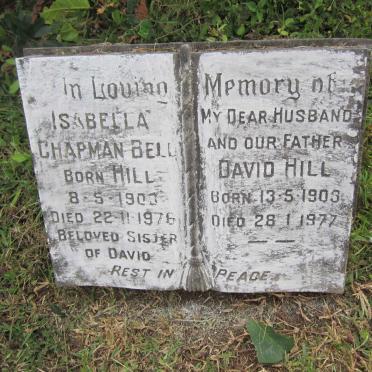 In Loving Memory of
ISABELLA
CHAPMAN BELL
BORN HILL
8-5-1903
DIED 22-11-1976
BELOVED SISTER
OF DAVID
MY DEAR HUSBAND
AND OUR FATHER
DAVID HILL
BORN 13-5-1903
DIED 28-1-1977
REST IN PEACE